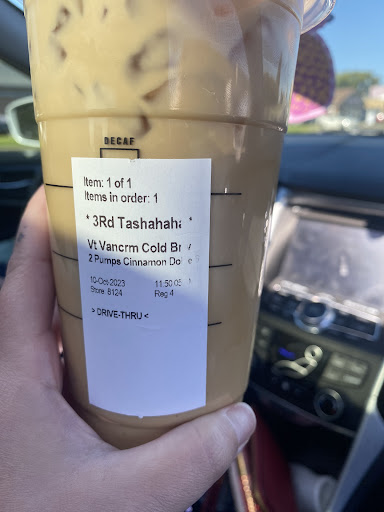 DECAF
Item: 1 of 1
Items in order: 1
* 3Rd Tashahaha *
Vt Vancrm Cold Br
2 Pumps Cinnamon Do
10-Oct-2023 11:50:05
Store: 8124 Reg 4
> DRIVE-THRU <